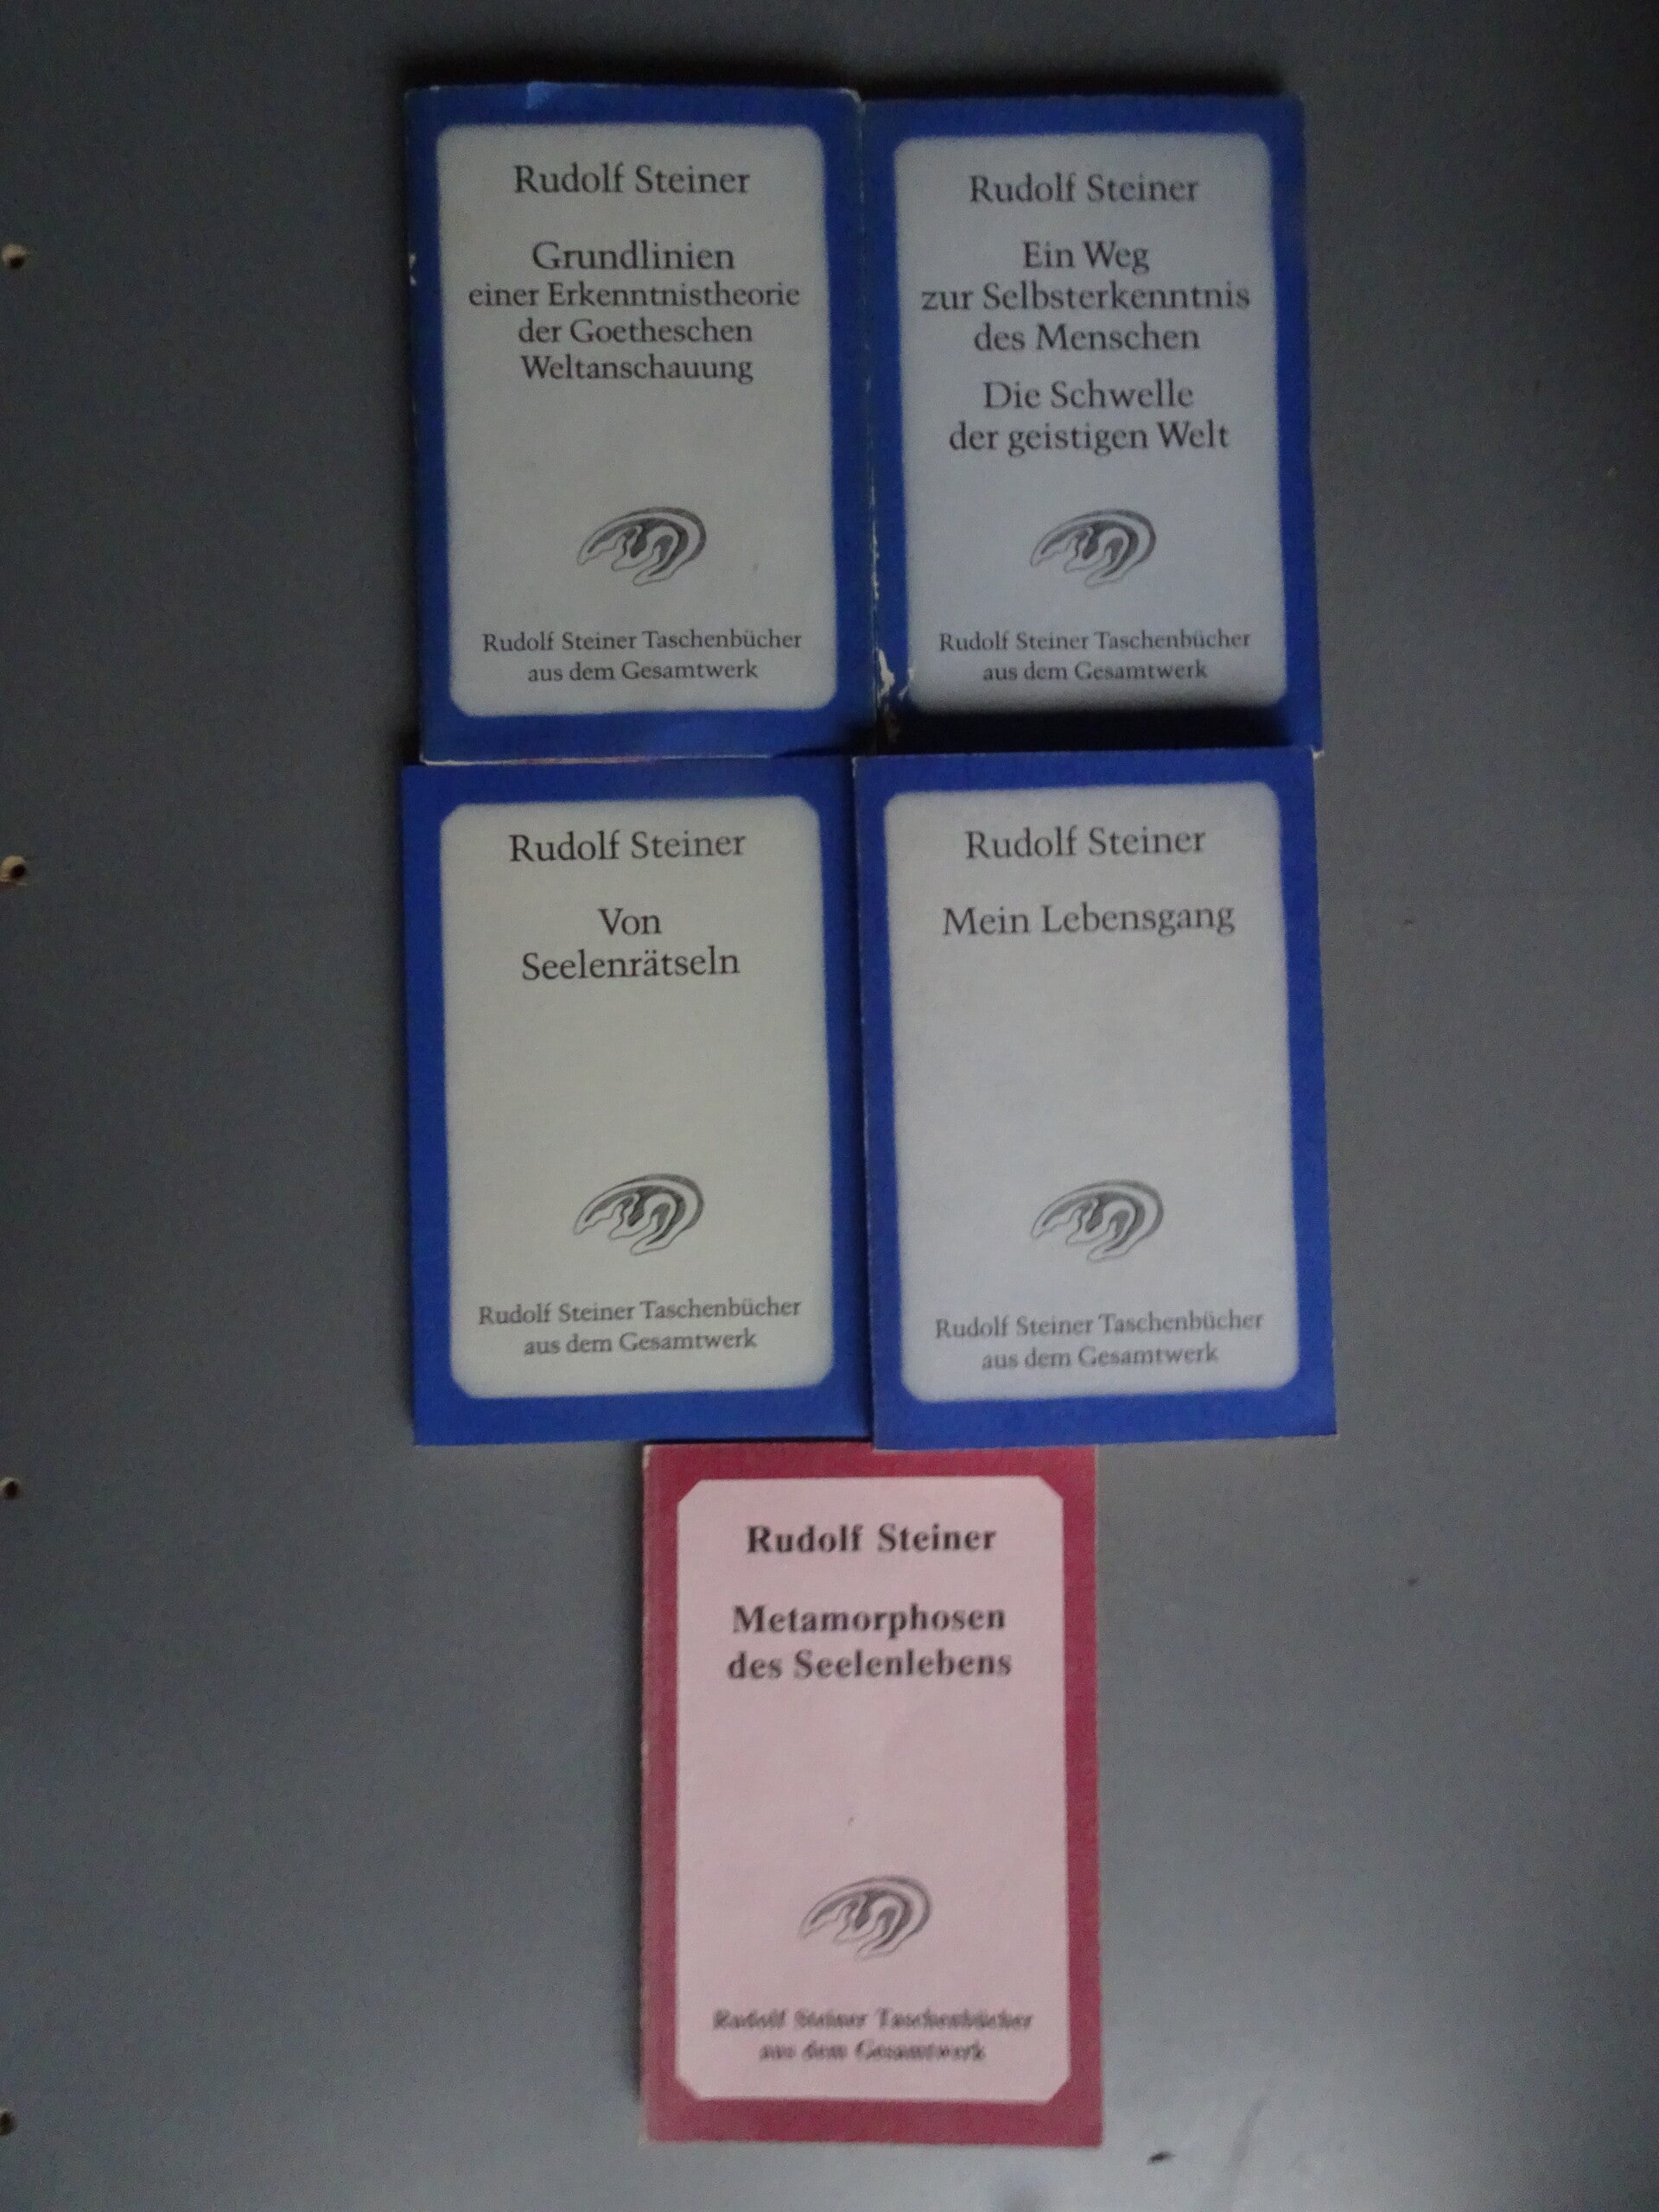 Rudolf Steiner
Grundlinien
einer Erkenntnistheorie
der Goetheschen
Weltanschauung
Rudolf Steiner Taschenbücher
aus dem Gesamtwerk
Rudolf Steiner
Ein Weg
zur Selbsterkenntnis
des Menschen
Die Schwelle
der geistigen Welt
Rudolf Steiner Taschenbücher
aus dem Gesamtwerk
Rudolf Steiner
Von
Seelenrätseln
Rudolf Steiner Taschenbücher
aus dem Gesamtwerk
Rudolf Steiner
Mein Lebensgang
Rudolf Steiner Taschenbücher
aus dem Gesamtwerk
Rudolf Steiner
Metamorphosen
des Seelenlebens
Rudolf Steiner Taschenbücher
aus dem Gesamtwerk